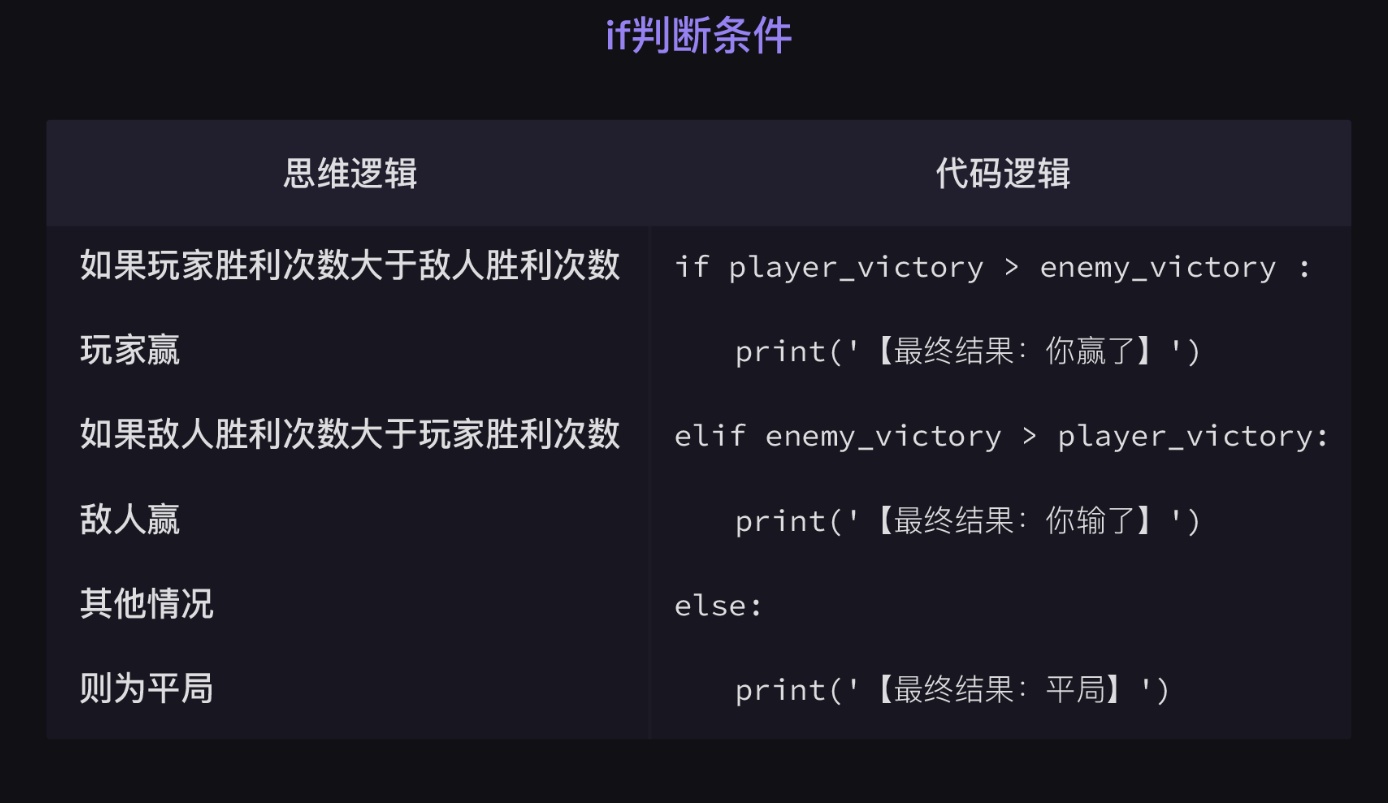 if判断条件
思维逻辑 代码逻辑
如果玩家胜利次数大于敌人胜利次数 if player_victory > enemy_victory :
玩家赢 print('【最终结果：你赢了】')
如果敌人胜利次数大于玩家胜利次数 elif enemy_victory > player_victory:
敌人赢 print('【最终结果：你输了】')
其他情况 else:
则为平局 print('【最终结果：平局】')